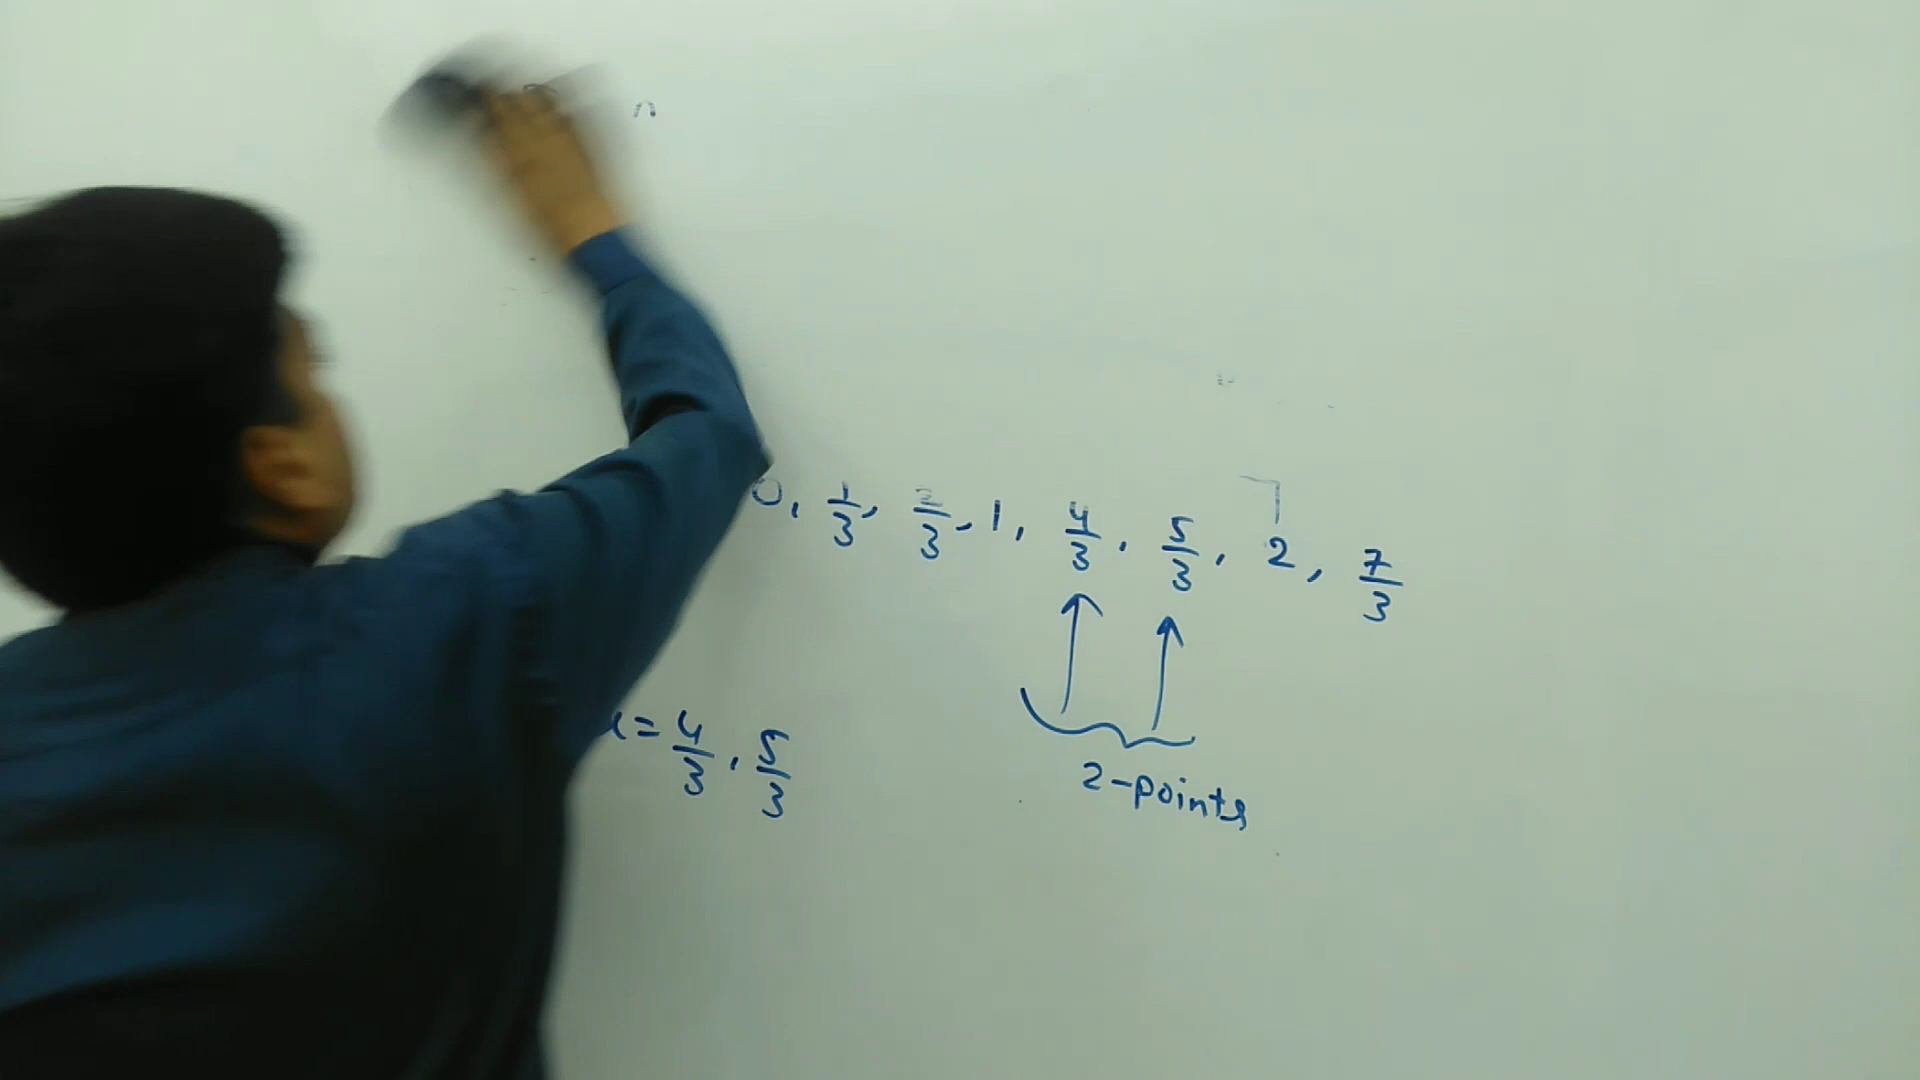 n
0, 1/3, 2/3, 1, 4/3, 5/3, 2, 7/3
x = 4/3, 5/3
2-points